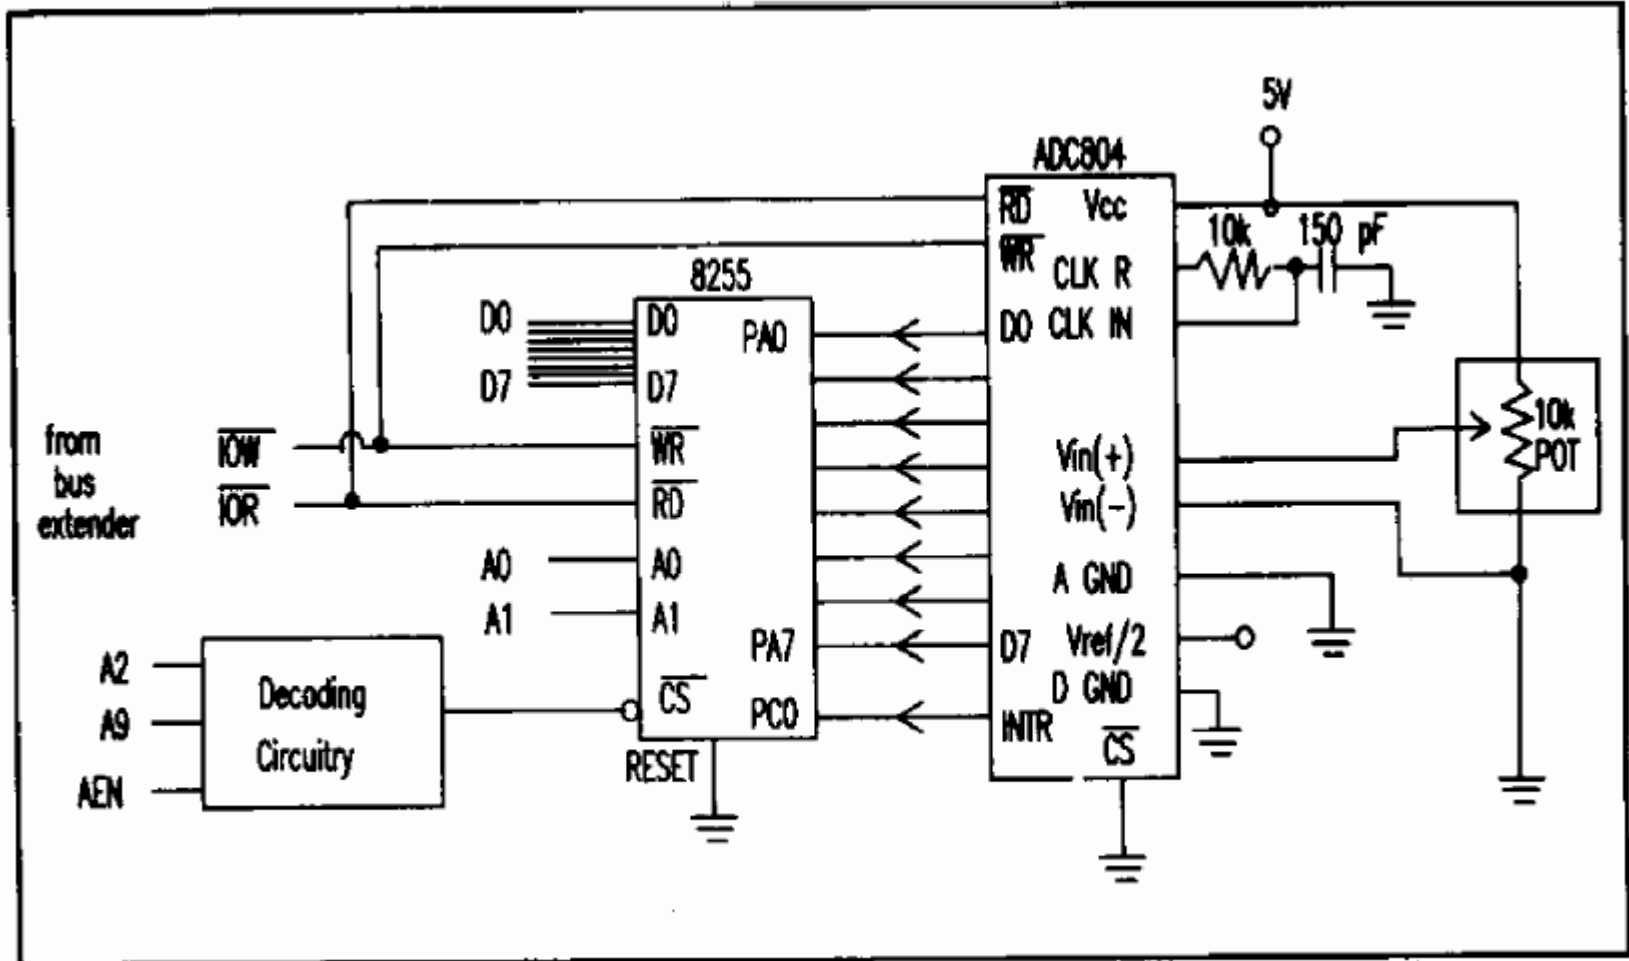 5V
ADC804
RD Vcc
WR
10k 150 pF
CLK R
8255
D0 D0 PA0 D0 CLK IN
D7 D7
10k
POT
from
bus
extender
IOW WR
IOR RD
Vin(+)
Vin(-)
A0 A0
A1 A1
A GND
PA7 D7 Vref/2
D GND
A2
A9
AEN
Decoding
Circuitry
CS PC0 INTR
CS
RESET